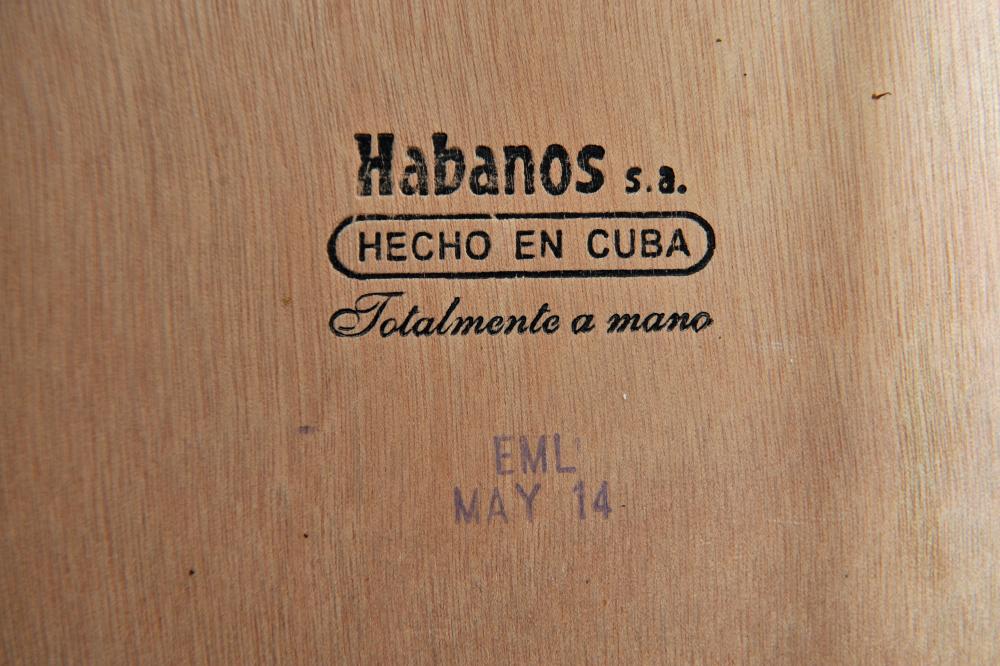 Habanos s.a.
HECHO EN CUBA
Totalmente a mano
EML
MAY 14